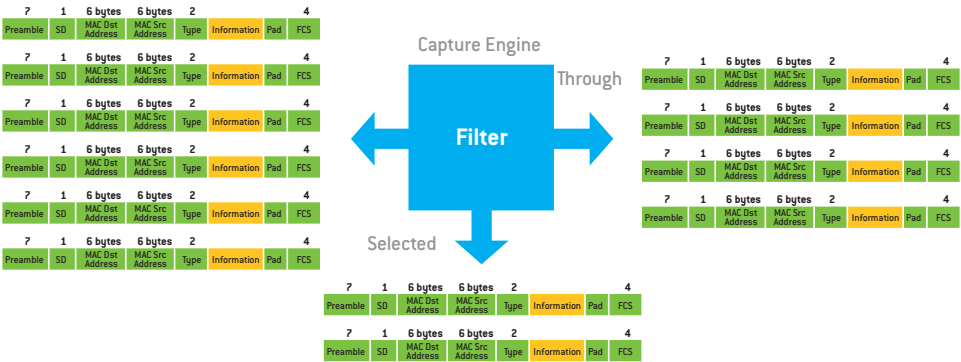 7 1 6 bytes 6 bytes 2 4
Preamble SD MAC Dst Address MAC Src Address Type Information Pad FCS
7 1 6 bytes 6 bytes 2 4
Preamble SD MAC Dst Address MAC Src Address Type Information Pad FCS
7 1 6 bytes 6 bytes 2 4
Preamble SD MAC Dst Address MAC Src Address Type Information Pad FCS
7 1 6 bytes 6 bytes 2 4
Preamble SD MAC Dst Address MAC Src Address Type Information Pad FCS
7 1 6 bytes 6 bytes 2 4
Preamble SD MAC Dst Address MAC Src Address Type Information Pad FCS
7 1 6 bytes 6 bytes 2 4
Preamble SD MAC Dst Address MAC Src Address Type Information Pad FCS
Capture Engine
Filter
Through
Selected
7 1 6 bytes 6 bytes 2 4
Preamble SD MAC Dst Address MAC Src Address Type Information Pad FCS
7 1 6 bytes 6 bytes 2 4
Preamble SD MAC Dst Address MAC Src Address Type Information Pad FCS
7 1 6 bytes 6 bytes 2 4
Preamble SD MAC Dst Address MAC Src Address Type Information Pad FCS
7 1 6 bytes 6 bytes 2 4
Preamble SD MAC Dst Address MAC Src Address Type Information Pad FCS
7 1 6 bytes 6 bytes 2 4
Preamble SD MAC Dst Address MAC Src Address Type Information Pad FCS
7 1 6 bytes 6 bytes 2 4
Preamble SD MAC Dst Address MAC Src Address Type Information Pad FCS